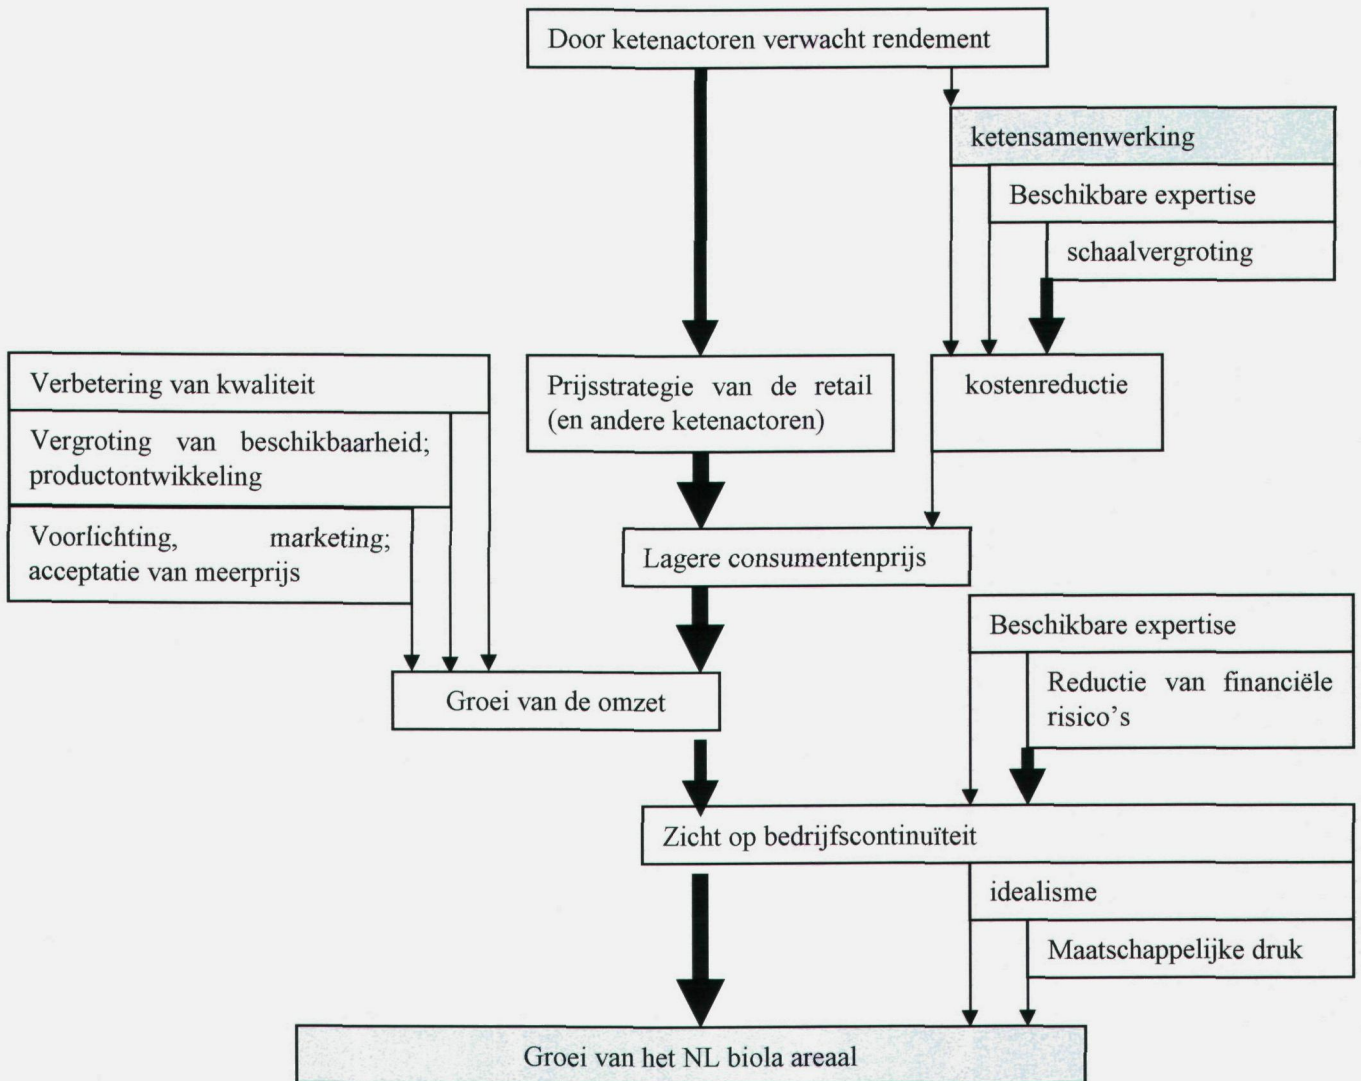 Door ketenactoren verwacht rendement
ketensamenwerking
Beschikbare expertise
schaalvergroting
Verbetering van kwaliteit
Vergroting van beschikbaarheid;
productontwikkeling
Voorlichting, marketing;
acceptatie van meerprijs
Prijsstrategie van de retail
(en andere ketenactoren)
kostenreductie
Lagere consumentenprijs
Groei van de omzet
Beschikbare expertise
Reductie van financiële
risico's
Zicht op bedrijfscontinuïteit
idealisme
Maatschappelijke druk
Groei van het NL biola areaal